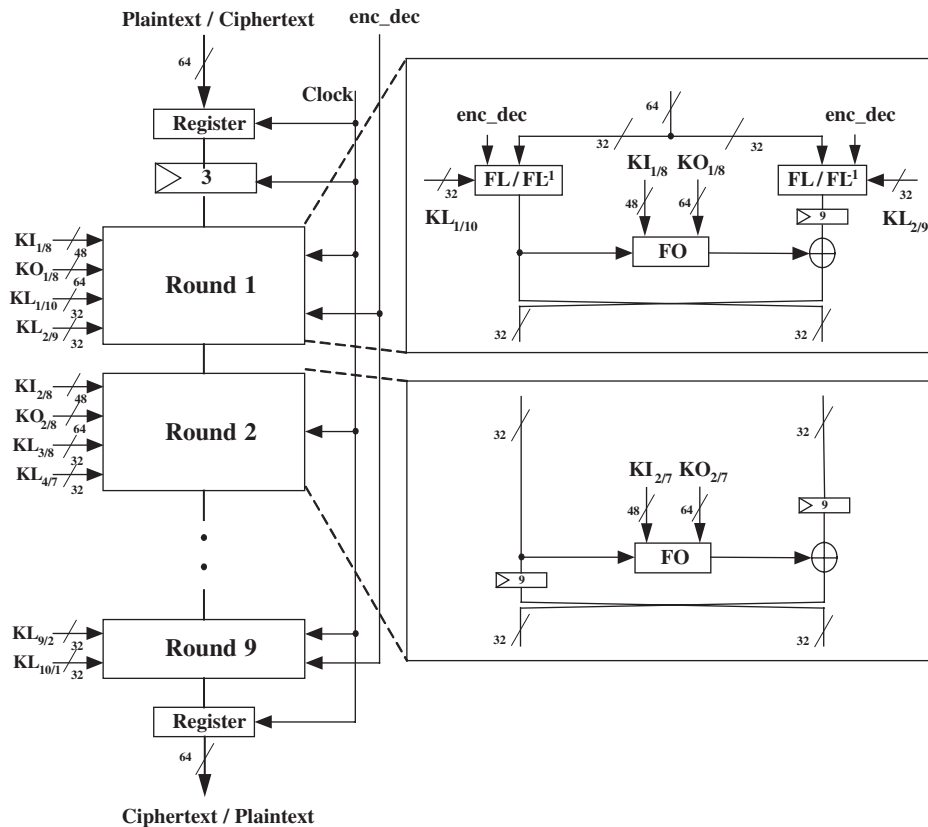 Plaintext / Ciphertext
enc_dec
64
Clock
Register
3
KI1/8
48
KO1/8
64
KL1/10
32
KL2/9
32
Round 1
KI2/8
48
KO2/8
64
KL3/8
32
KL4/7
32
Round 2
KL9/2
32
KL10/1
32
Round 9
Register
64
Ciphertext / Plaintext
64
enc_dec
enc_dec
32
32
KI1/8
KO1/8
FL / FL-1
FL / FL-1
32
32
KL1/10
KL2/9
48
64
9
FO
32
32
32
32
KI2/7
KO2/7
48
64
9
FO
9
32
32